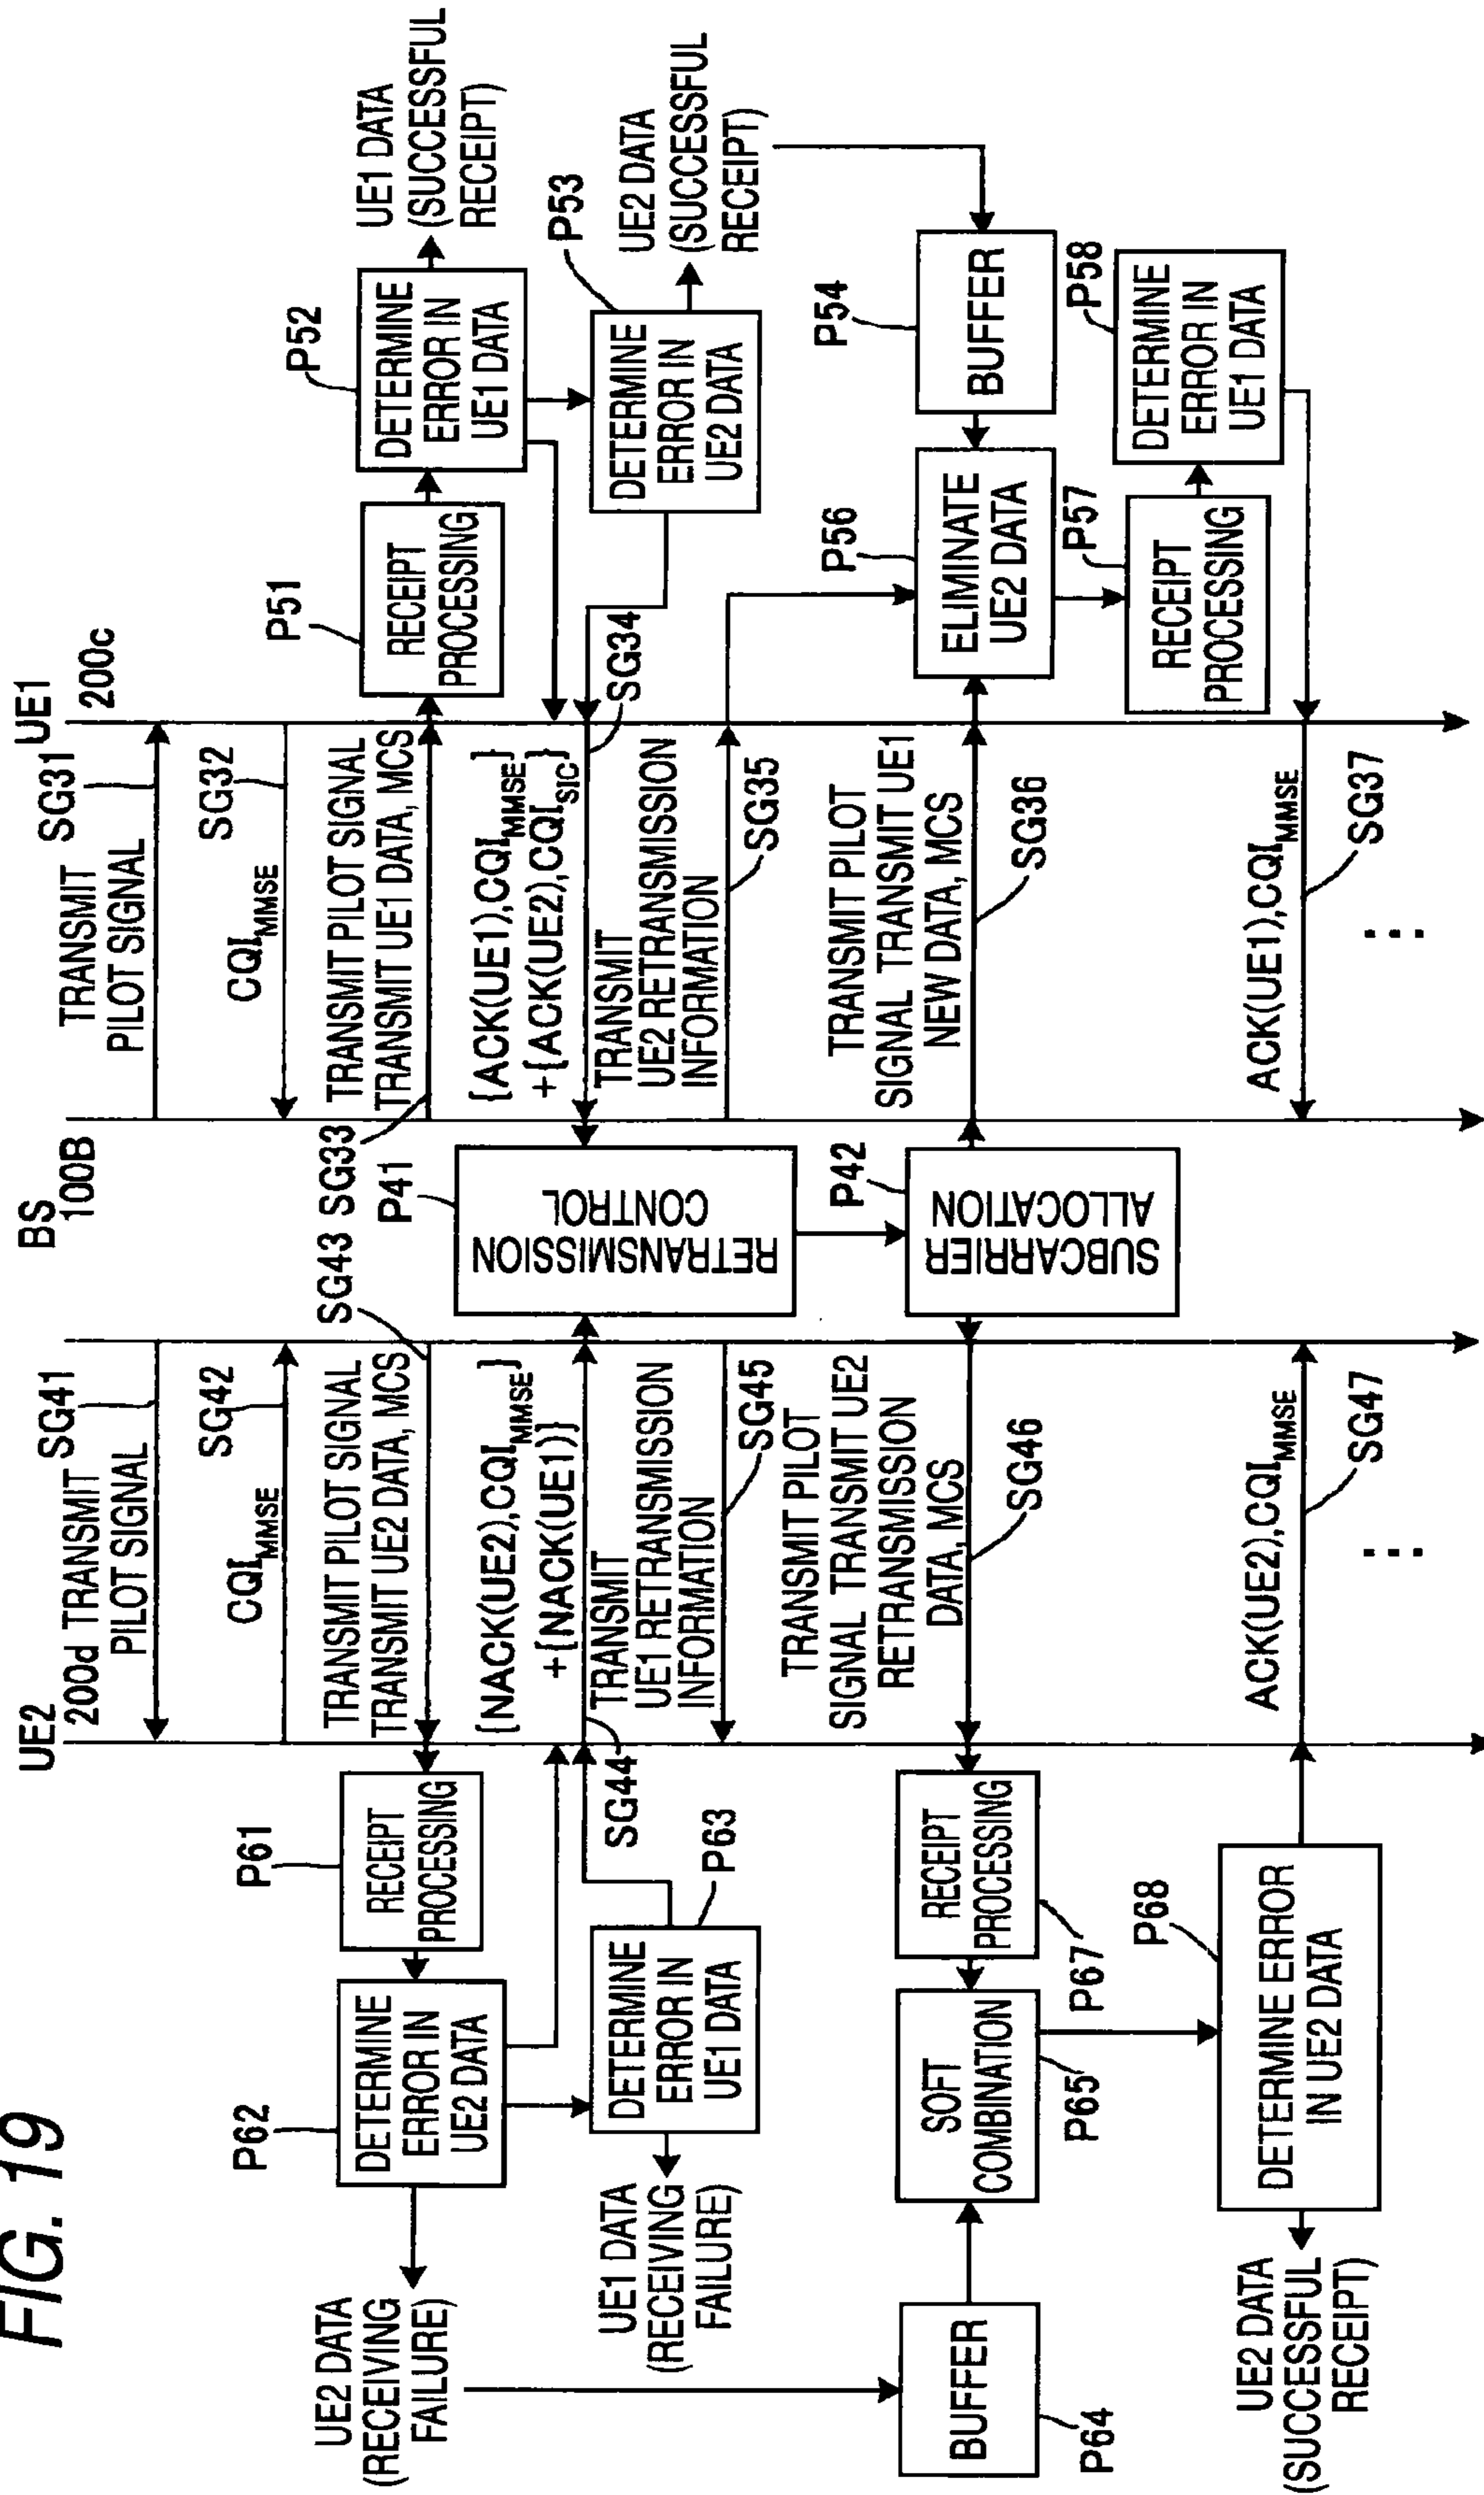 FIG. 19
UE2
200d
BS
100B
UE1
200c
SG41
TRANSMIT
PILOT SIGNAL
SG31
TRANSMIT
PILOT SIGNAL
SG42
CQIMMSE
SG32
CQIMMSE
SG43
TRANSMIT PILOT SIGNAL
TRANSMIT UE2 DATA, MCS
SG33
TRANSMIT PILOT SIGNAL
TRANSMIT UE1 DATA, MCS
P61
RECEIPT
PROCESSING
P62
DETERMINE
ERROR IN
UE2 DATA
UE2 DATA
(RECEIVING
FAILURE)
P51
RECEIPT
PROCESSING
P52
DETERMINE
ERROR IN
UE1 DATA
UE1 DATA
(SUCCESSFUL
RECEIPT)
P63
DETERMINE
ERROR IN
UE1 DATA
UE1 DATA
(RECEIVING
FAILURE)
P53
DETERMINE
ERROR IN
UE2 DATA
UE2 DATA
(SUCCESSFUL
RECEIPT)
[NACK(UE2),CQIMMSE]
+[NACK(UE1)]
SG44
P41
RETRANSMISSION
CONTROL
[ACK(UE1),CQIMMSE]
+[ACK(UE2),CQISIC]
SG34
TRANSMIT
UE1 RETRANSMISSION
INFORMATION
SG45
TRANSMIT
UE2 RETRANSMISSION
INFORMATION
SG35
P42
SUBCARRIER
ALLOCATION
TRANSMIT PILOT
SIGNAL TRANSMIT UE2
RETRANSMISSION
DATA, MCS
SG46
TRANSMIT PILOT
SIGNAL TRANSMIT UE1
NEW DATA, MCS
SG36
BUFFER
P64
SOFT
COMBINATION
P65
RECEIPT
PROCESSING
P67
P56
ELIMINATE
UE2 DATA
P54
BUFFER
P57
RECEIPT
PROCESSING
P58
DETERMINE
ERROR IN
UE1 DATA
P68
DETERMINE ERROR
IN UE2 DATA
UE2 DATA
(SUCCESSFUL
RECEIPT)
ACK(UE2),CQIMMSE
SG47
ACK(UE1),CQIMMSE
SG37